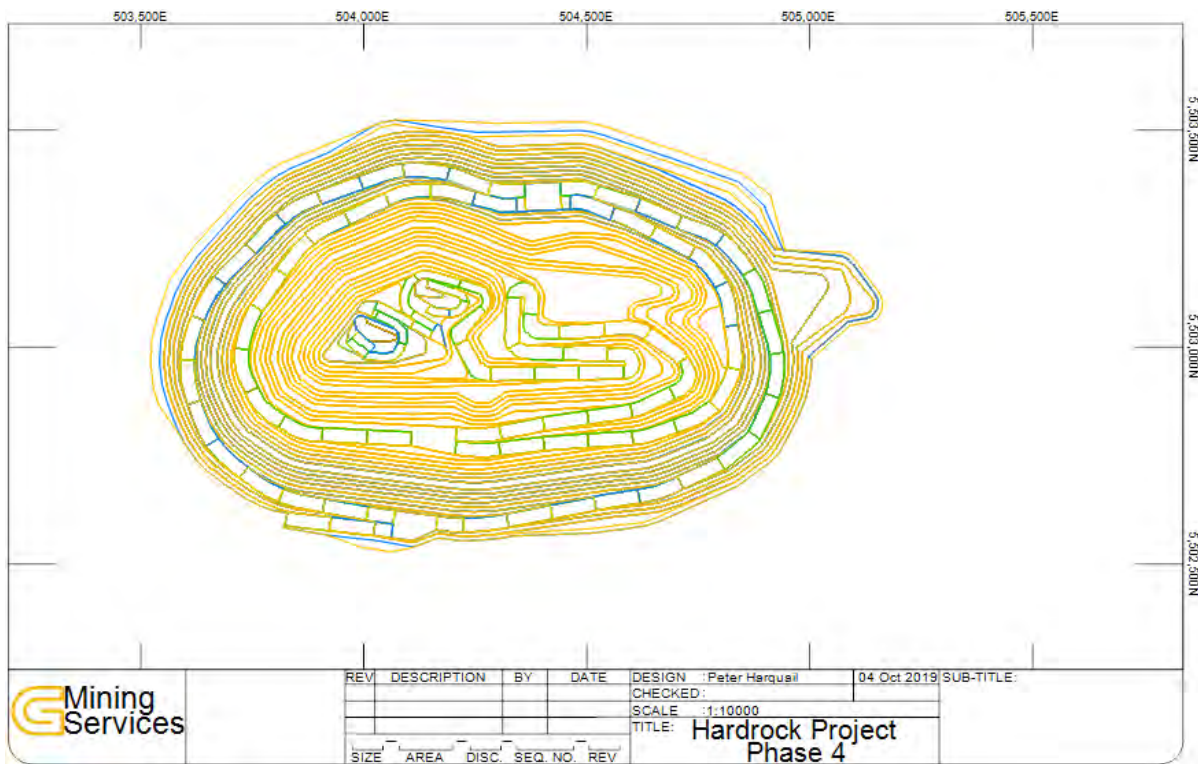 503,500E 504,000E 504,500E 505,000E 505,500E
5,503,500N
5,503,000N
5,502,500N
G Mining
Services
REV DESCRIPTION BY DATE
SIZE AREA DISC. SEQ. NO. REV
DESIGN : Peter Harquail 04 Oct 2019
CHECKED :
SCALE :1:10000
TITLE: Hardrock Project
Phase 4
SUB-TITLE: